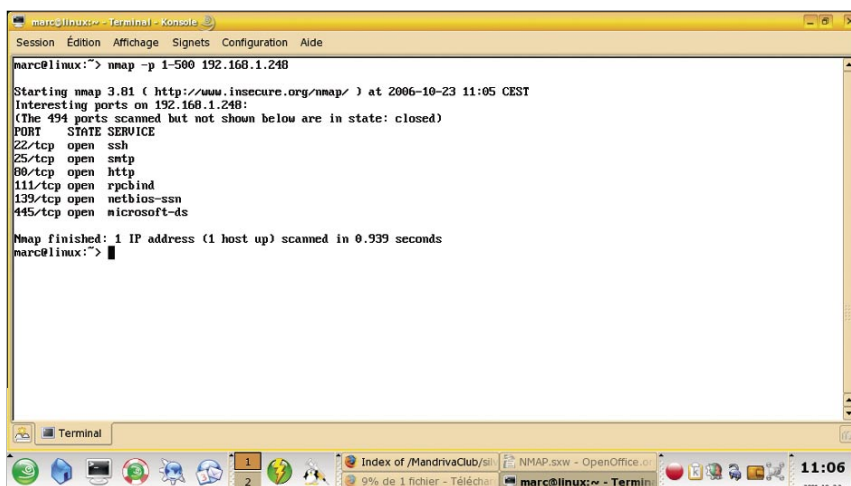 marc@linux:~ - Terminal - Konsole
Session Édition Affichage Signets Configuration Aide
marc@linux:~> nmap -p 1-500 192.168.1.248
Starting nmap 3.81 ( http://www.insecure.org/nmap/ ) at 2006-10-23 11:05 CEST
Interesting ports on 192.168.1.248:
(The 494 ports scanned but not shown below are in state: closed)
PORT STATE SERVICE
22/tcp open ssh
25/tcp open smtp
80/tcp open http
111/tcp open rpcbind
139/tcp open netbios-ssn
445/tcp open microsoft-ds
Nmap finished: 1 IP address (1 host up) scanned in 0.939 seconds
marc@linux:~>
Terminal
1
2
Index of /MandrivaClub/
NMAP.sxw - OpenOffice.or
9% de 1 fichier - Téléchar
marc@linux:~ - Termin
11:06